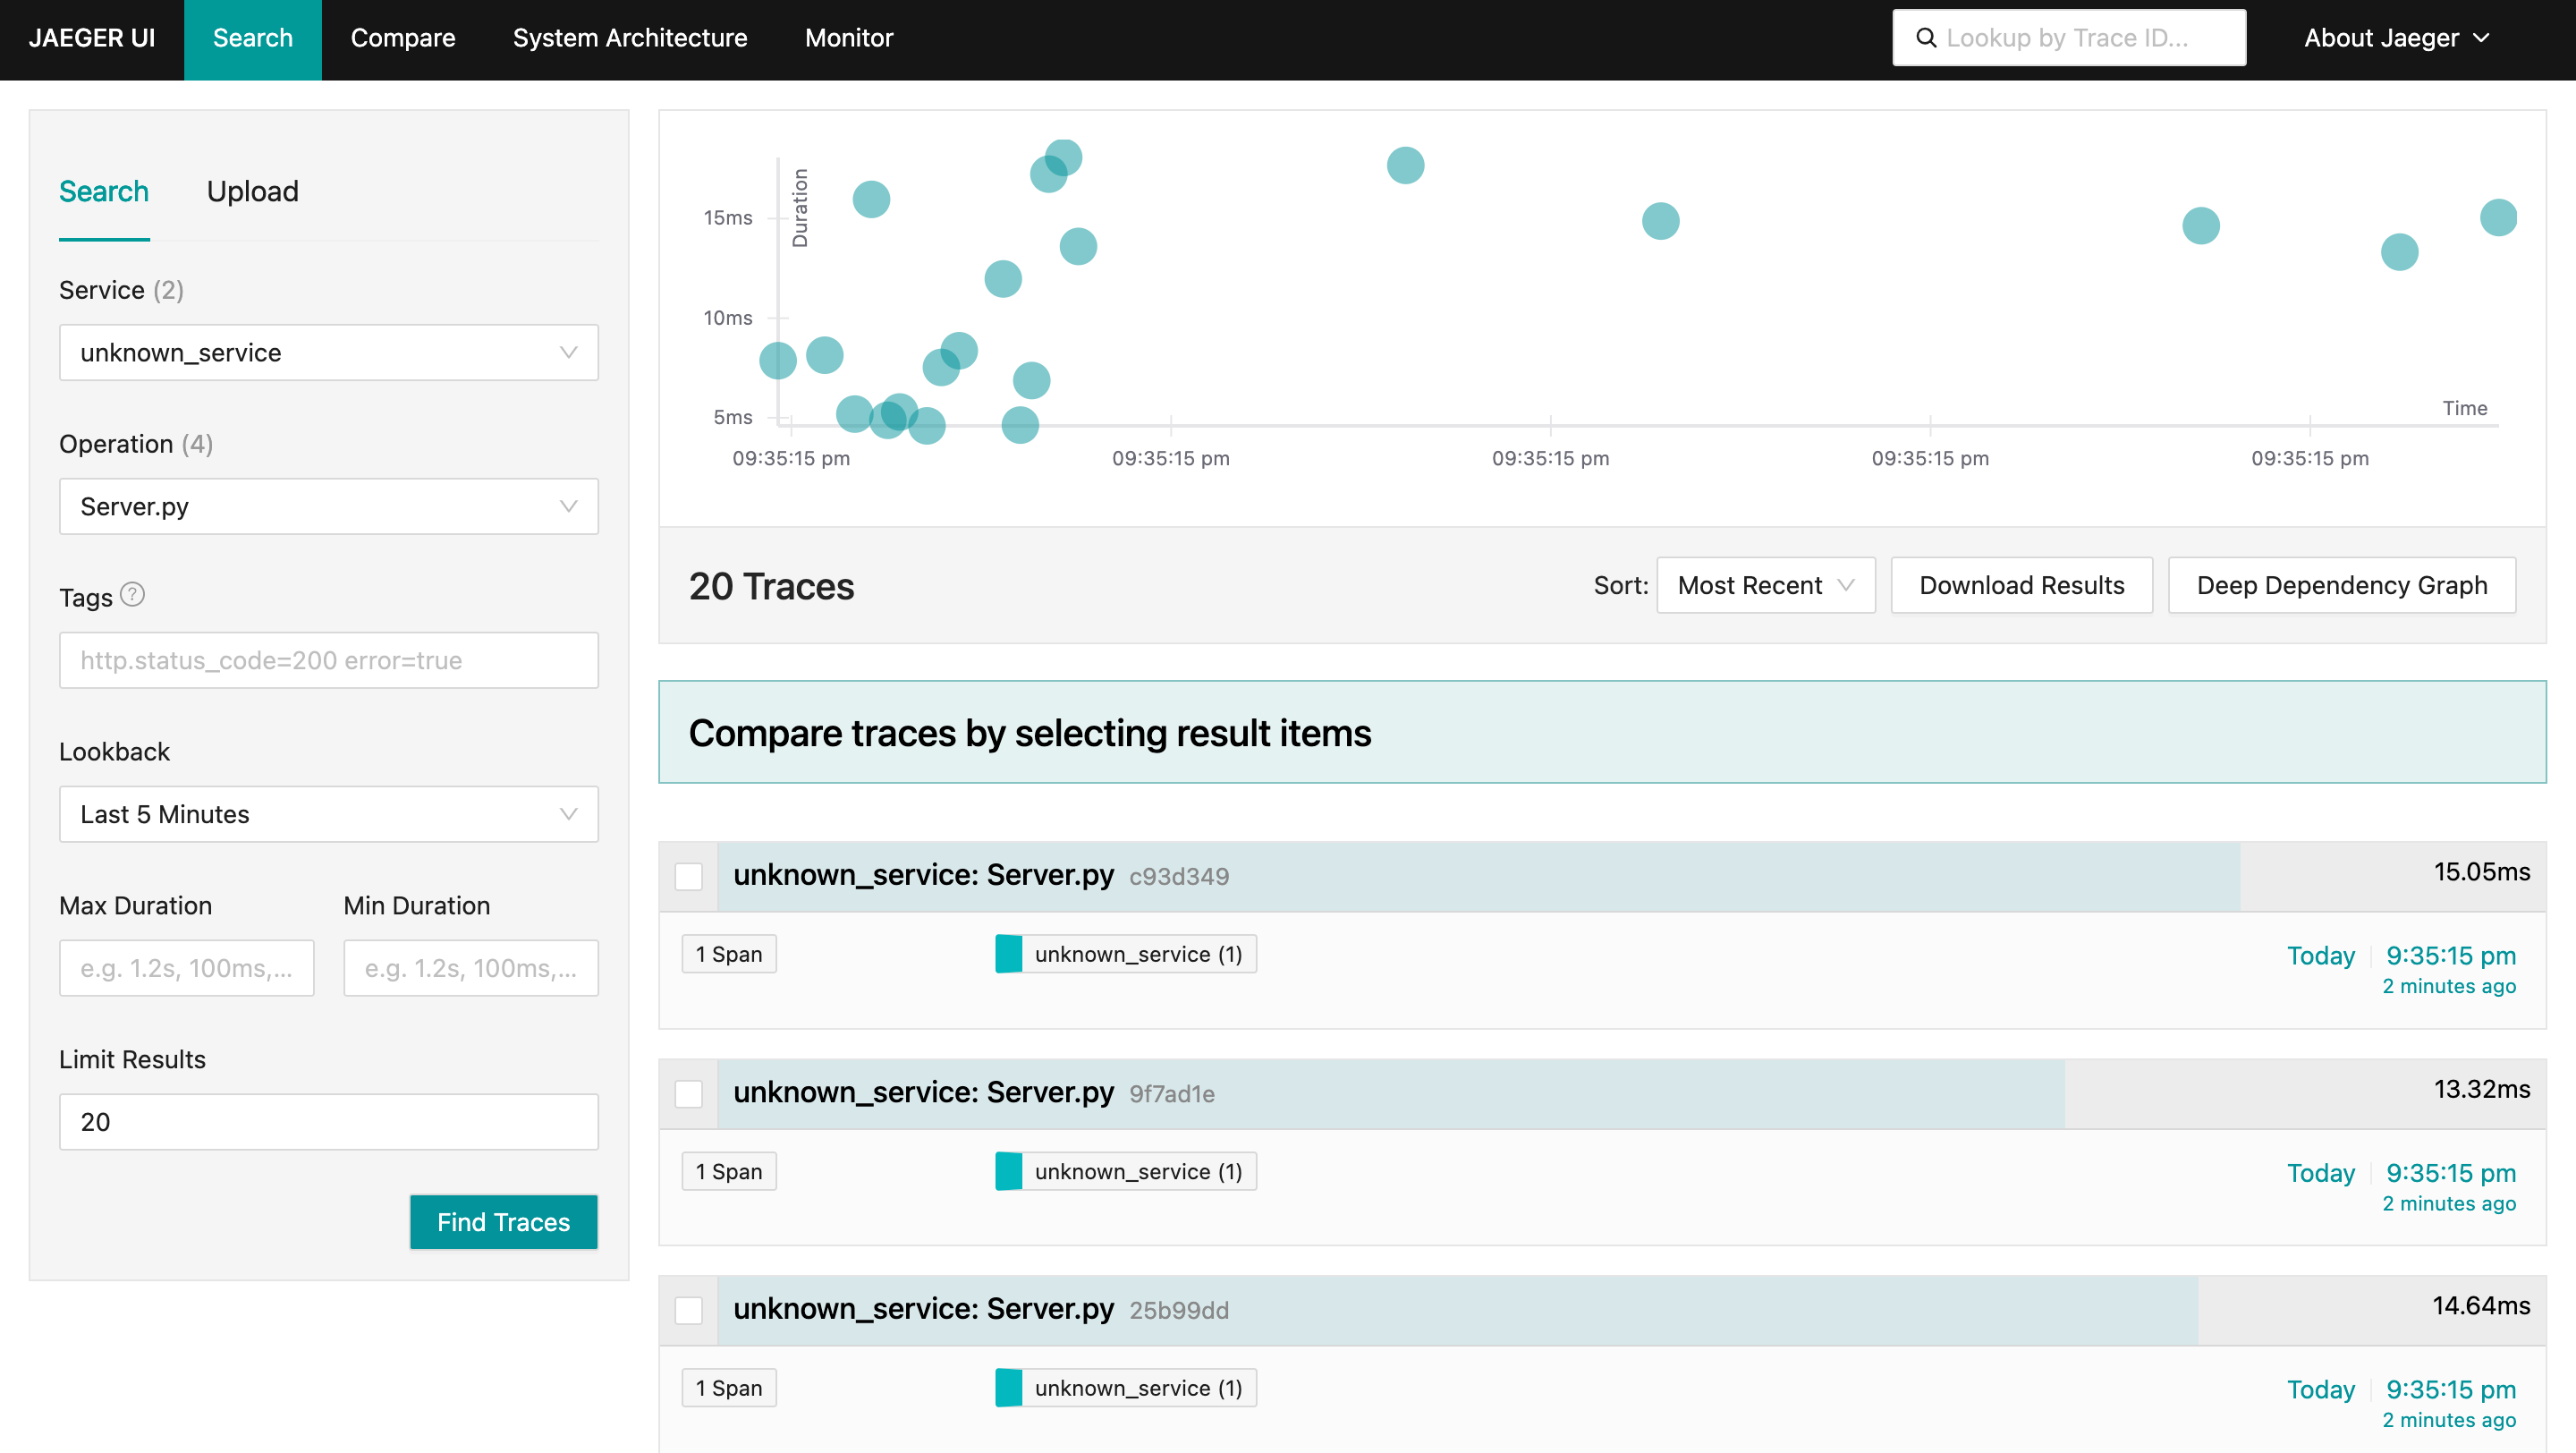 JAEGER UI Search Compare System Architecture Monitor Lookup by Trace ID... About Jaeger
Search Upload
Service (2)
unknown_service
Operation (4)
Server.py
Tags ?
http.status_code=200 error=true
Lookback
Last 5 Minutes
Max Duration Min Duration
e.g. 1.2s, 100ms,... e.g. 1.2s, 100ms,...
Limit Results
20
Find Traces
Duration
15ms
10ms
5ms
Time
09:35:15 pm 09:35:15 pm 09:35:15 pm 09:35:15 pm 09:35:15 pm
20 Traces Sort: Most Recent Download Results Deep Dependency Graph
Compare traces by selecting result items
unknown_service: Server.py c93d349 15.05ms
1 Span unknown_service (1) Today 9:35:15 pm
2 minutes ago
unknown_service: Server.py 9f7ad1e 13.32ms
1 Span unknown_service (1) Today 9:35:15 pm
2 minutes ago
unknown_service: Server.py 25b99dd 14.64ms
1 Span unknown_service (1) Today 9:35:15 pm
2 minutes ago